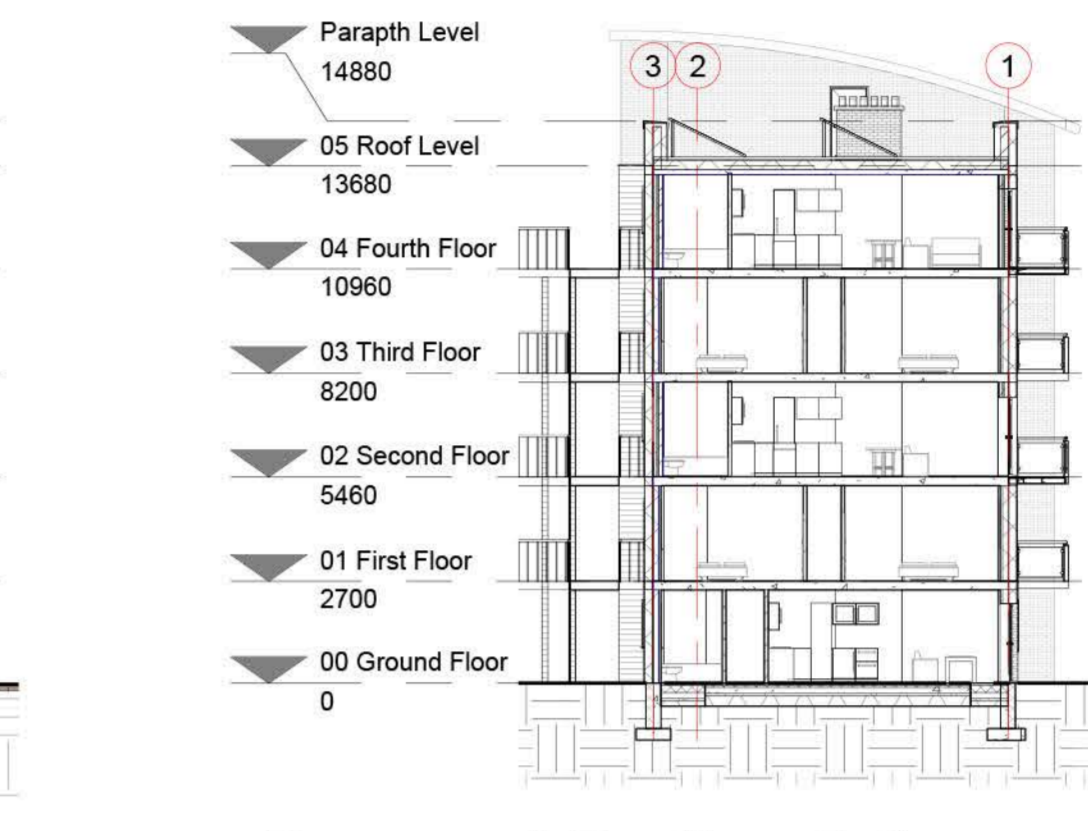 Parapth Level
14880
3 2 1
05 Roof Level
13680
04 Fourth Floor
10960
03 Third Floor
8200
02 Second Floor
5460
01 First Floor
2700
00 Ground Floor
0